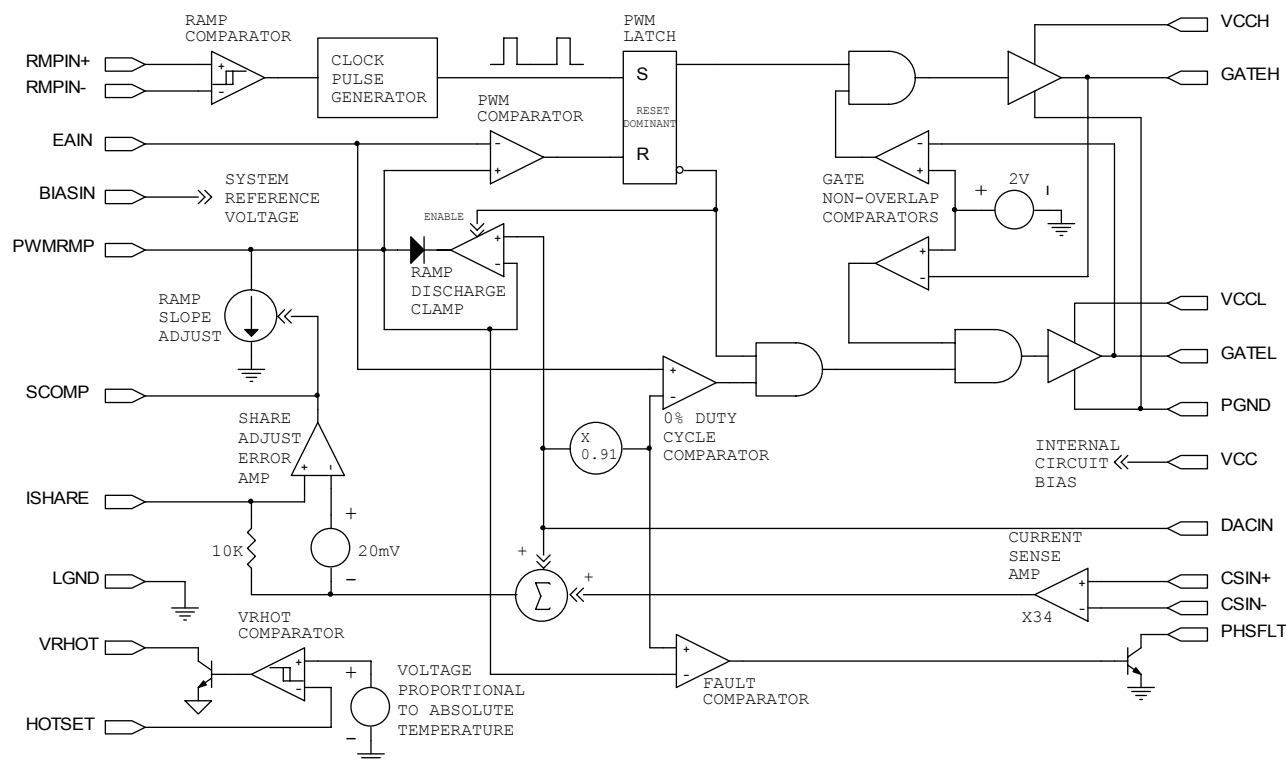 RAMP
COMPARATOR
RMPIN+
RMPIN-
+
-
CLOCK
PULSE
GENERATOR
PWM
LATCH
S
RESET
DOMINANT
R
PWM
COMPARATOR
-
+
VCCH
GATEH
EAIN
BIASIN
SYSTEM
REFERENCE
VOLTAGE
-
+
GATE
NON-OVERLAP
COMPARATORS
+
2V
-
ENABLE
PWMRMP
+
-
RAMP
DISCHARGE
CLAMP
+
-
RAMP
SLOPE
ADJUST
VCCL
GATEL
SCOMP
+
-
0% DUTY
CYCLE
COMPARATOR
PGND
SHARE
ADJUST
ERROR
AMP
+
-
X
0.91
INTERNAL
CIRCUIT
BIAS
VCC
ISHARE
DACIN
10K
+
20mV
-
+
Σ
+
CURRENT
SENSE
AMP
+
-
X34
CSIN+
CSIN-
LGND
VRHOT
VRHOT
COMPARATOR
+
-
HOTSET
+
-
VOLTAGE
PROPORTIONAL
TO ABSOLUTE
TEMPERATURE
+
-
FAULT
COMPARATOR
PHSFLT